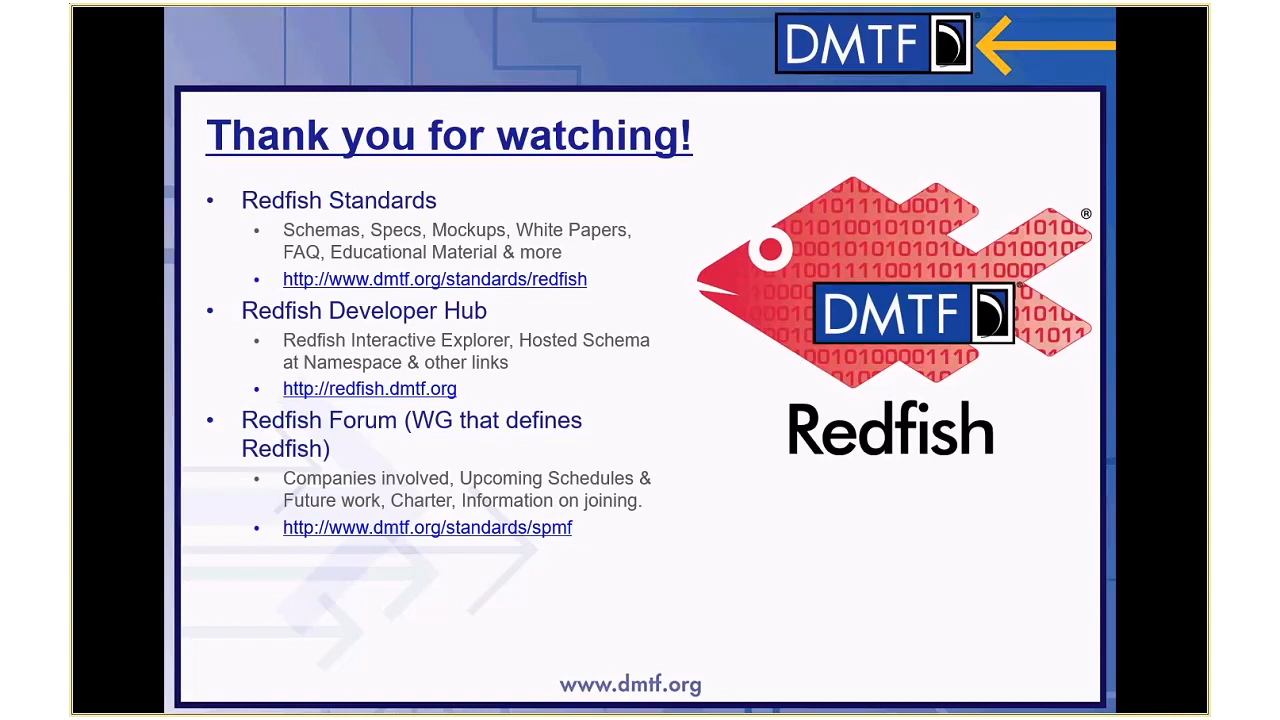 DMTF
Thank you for watching!
• Redfish Standards
• Schemas, Specs, Mockups, White Papers,
FAQ, Educational Material & more
• http://www.dmtf.org/standards/redfish
• Redfish Developer Hub
• Redfish Interactive Explorer, Hosted Schema
at Namespace & other links
• http://redfish.dmtf.org
• Redfish Forum (WG that defines
Redfish)
• Companies involved, Upcoming Schedules &
Future work, Charter, Information on joining.
• http://www.dmtf.org/standards/spmf
®
DMTF
Redfish
www.dmtf.org